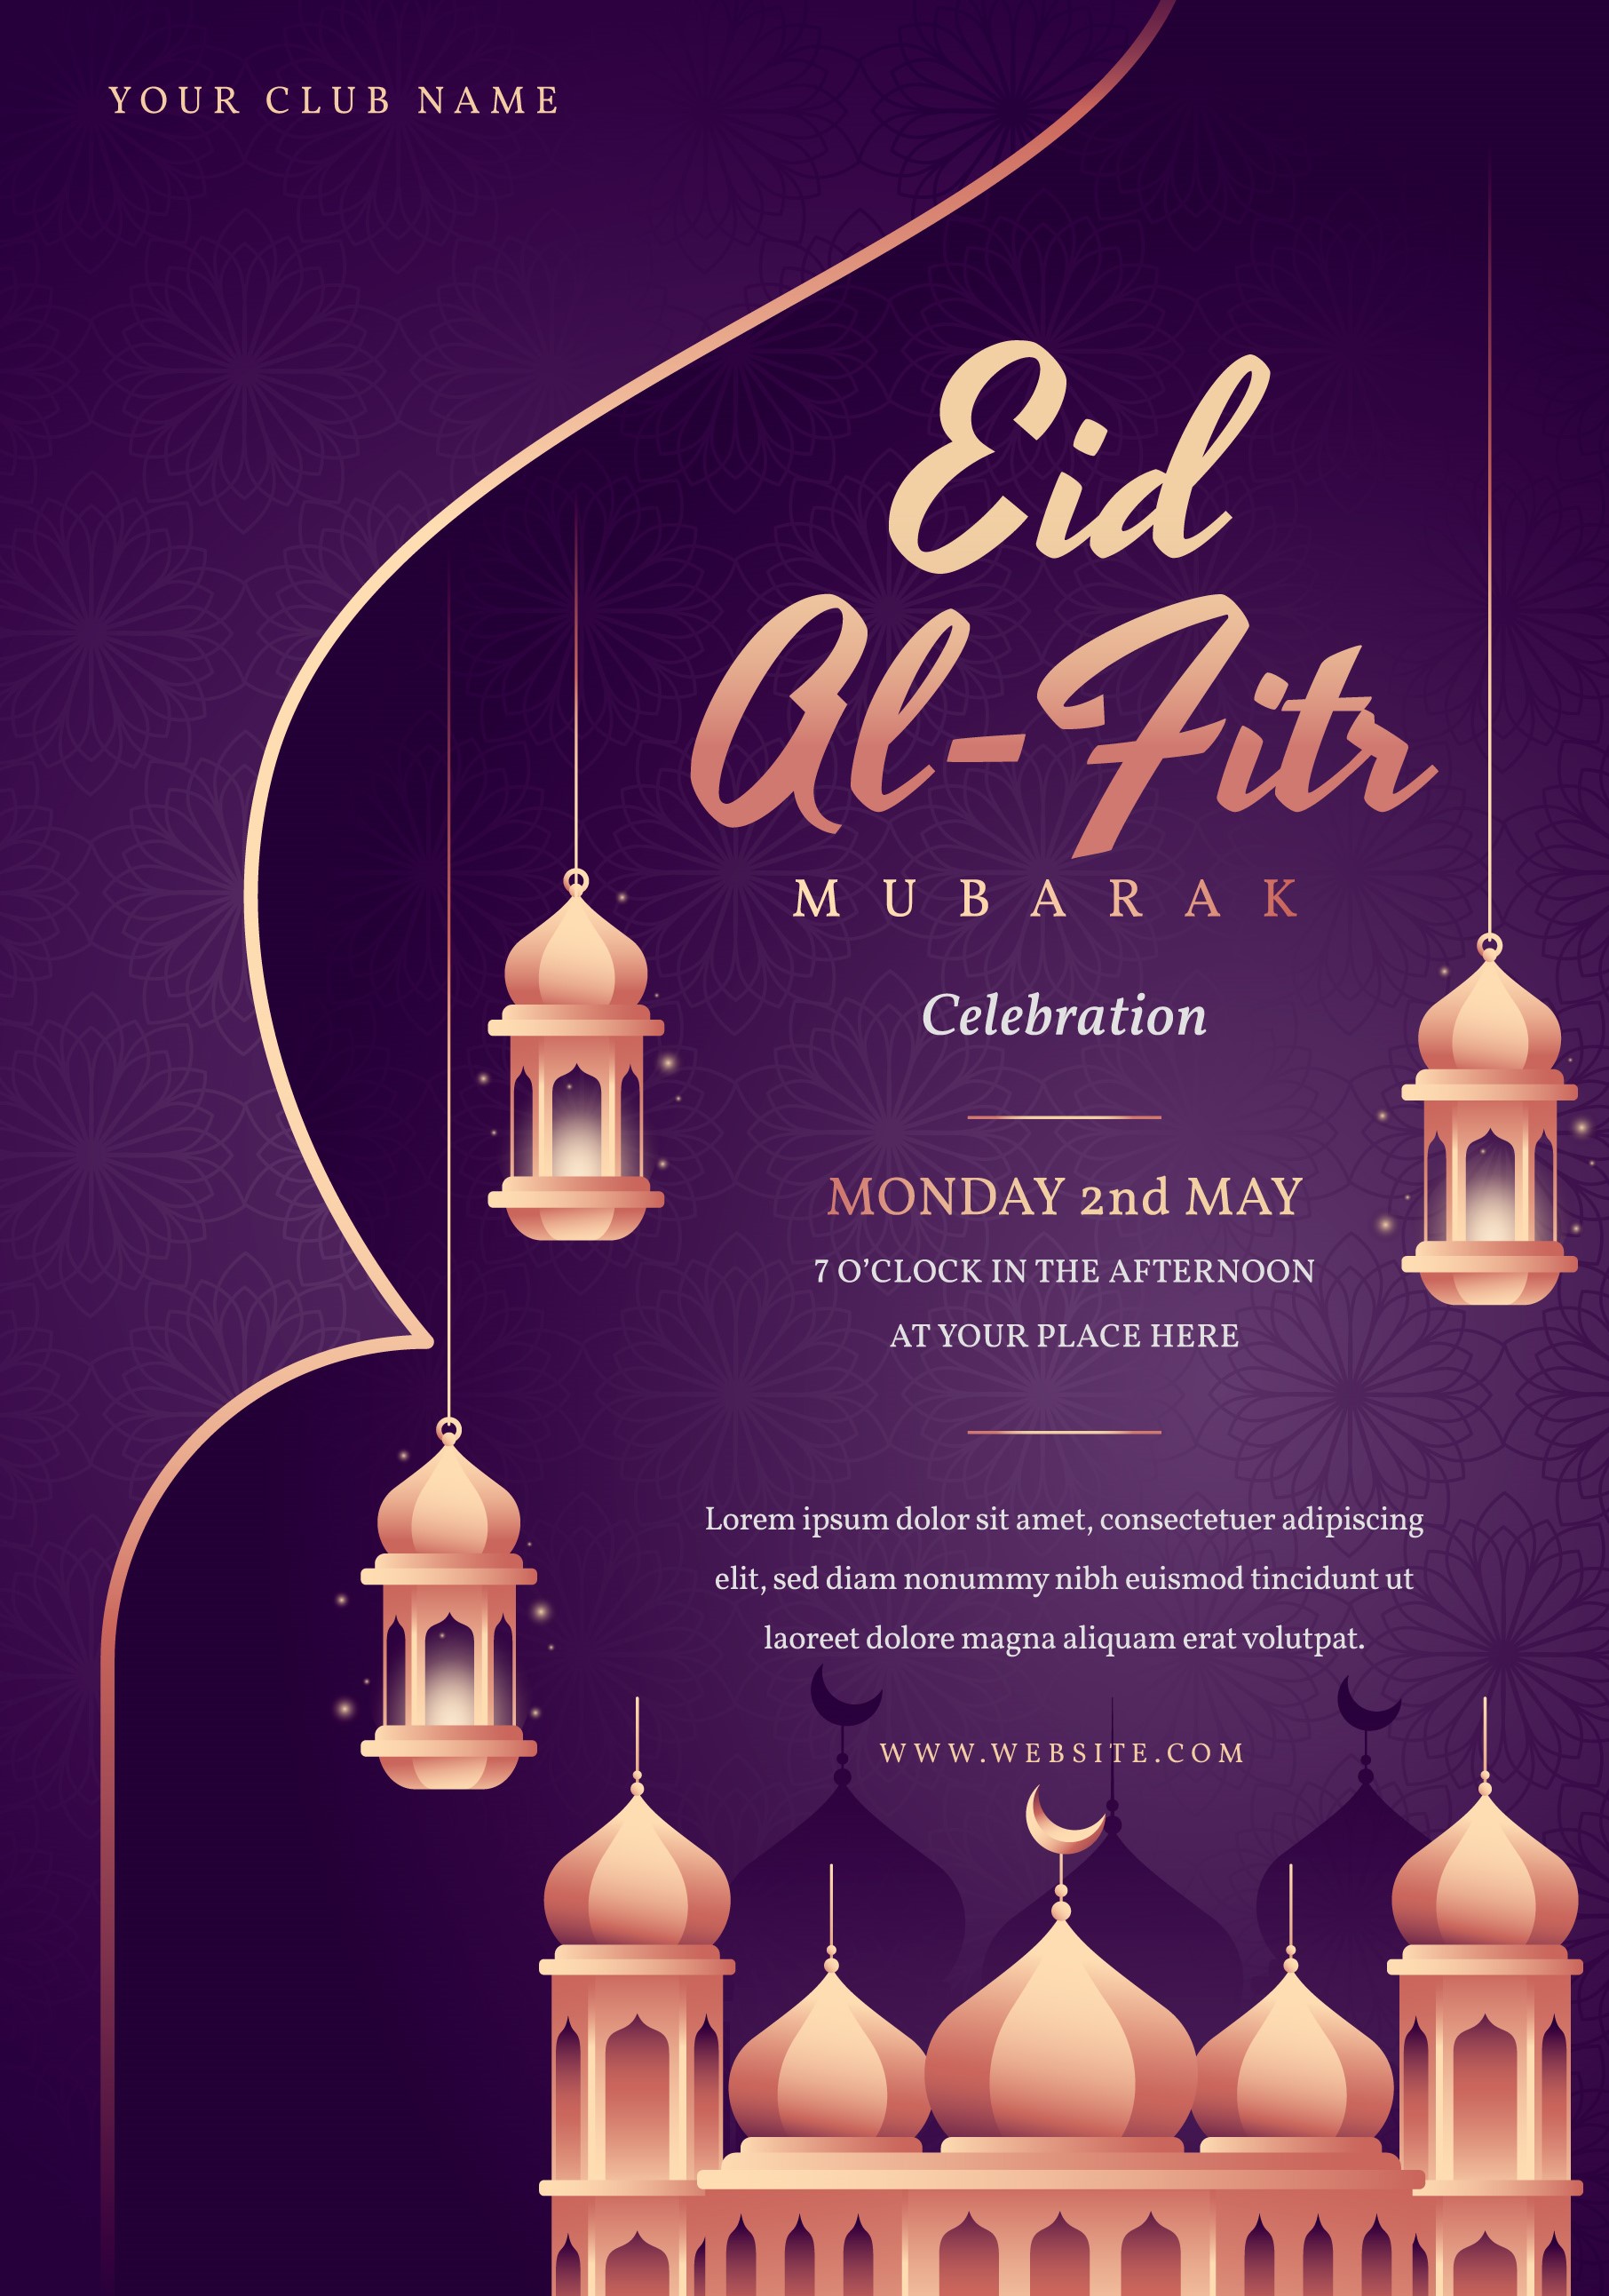 YOUR CLUB NAME
Eid
Al-Fitr
MUBARAK
Celebration
MONDAY 2nd MAY
7 O’CLOCK IN THE AFTERNOON
AT YOUR PLACE HERE
Lorem ipsum dolor sit amet, consectetuer adipiscing
elit, sed diam nonummy nibh euismod tincidunt ut
laoreet dolore magna aliquam erat volutpat.
WWW.WEBSITE.COM